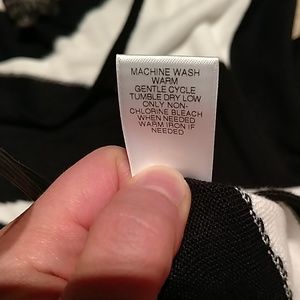 MACHINE WASH
WARM
GENTLE CYCLE
TUMBLE DRY LOW
ONLY NON-
CHLORINE BLEACH
WHEN NEEDED
WARM IRON IF
NEEDED